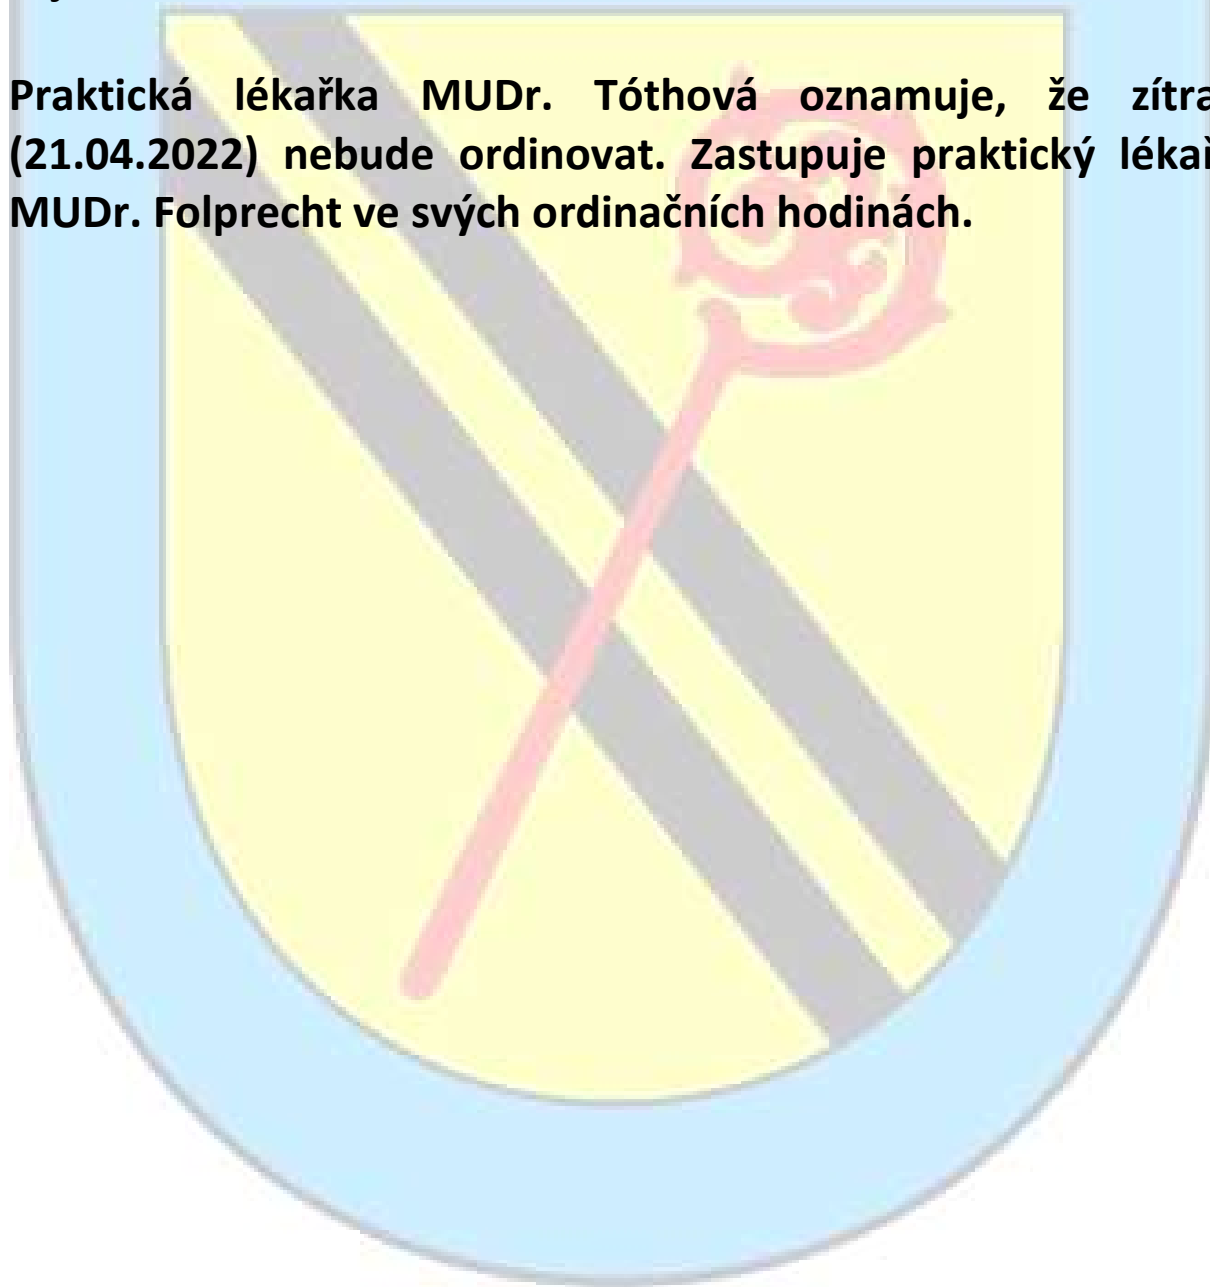 Praktická lékařka MUDr. Tóthová oznamuje, že zítra
(21.04.2022) nebude ordinovat. Zastupuje praktický lékař
MUDr. Folprecht ve svých ordinačních hodinách.